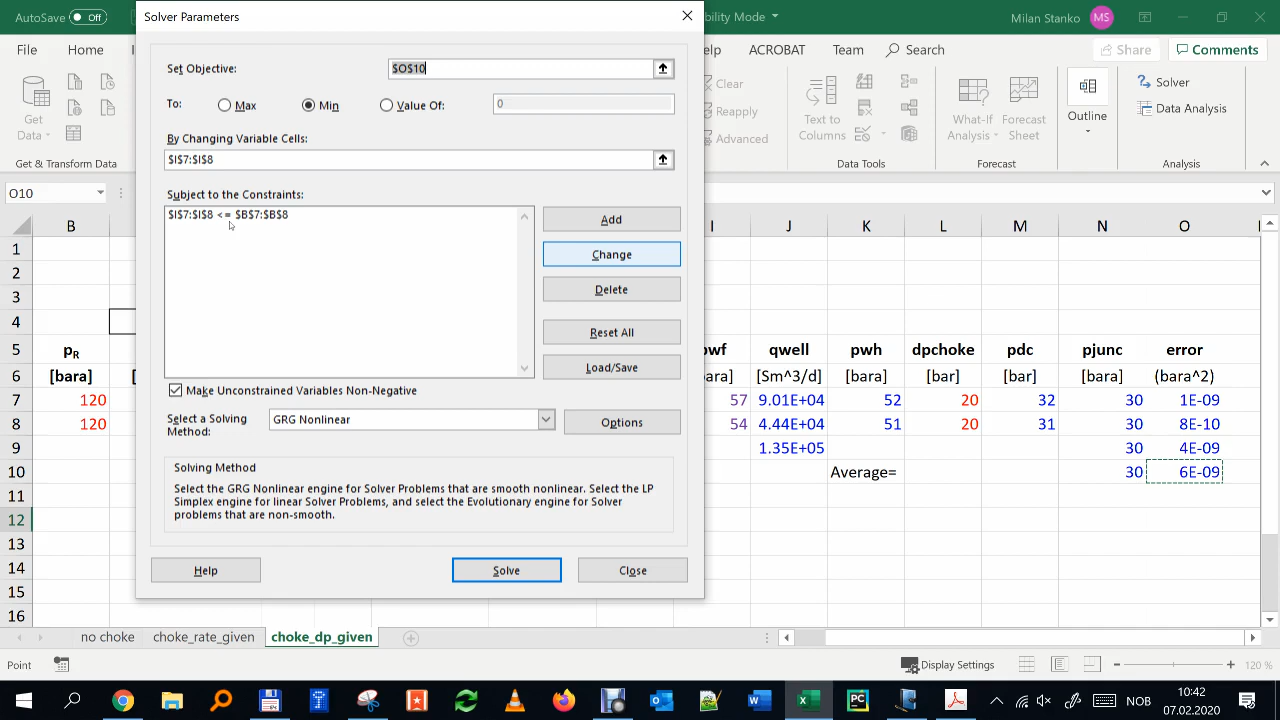 AutoSave Off
Solver Parameters
bility Mode
Milan Stanko MS
File Home
elp ACROBAT Team Search
Share Comments
Set Objective: $O$10
To: Max Min Value Of: 0
By Changing Variable Cells:
$I$7:$I$8
Subject to the Constraints:
$I$7:$I$8 <= $B$7:$B$8
Add
Change
Delete
Reset All
Load/Save
Make Unconstrained Variables Non-Negative
Select a Solving Method: GRG Nonlinear Options
Solving Method
Select the GRG Nonlinear engine for Solver Problems that are smooth nonlinear. Select the LP
Simplex engine for linear Solver Problems, and select the Evolutionary engine for Solver
problems that are non-smooth.
Help Solve Close
Get Data
Get & Transform Data
Clear
Reapply
Advanced
Text to Columns
Data Tools
What-If Analysis
Forecast Sheet
Forecast
Outline
Solver
Data Analysis
Analysis
O10
B I J K L M N O
1
2
3
4
5 pR pwf qwell pwh dpchoke pdc pjunc error
6 [bara] [ bara] [Sm^3/d] [bara] [bar] [bar] [bara] (bara^2)
7 120 57 9.01E+04 52 20 32 30 1E-09
8 120 54 4.44E+04 51 20 31 30 8E-10
9 1.35E+05 30 4E-09
10 Average= 30 6E-09
11
12
13
14
15
16
no choke choke_rate_given choke_dp_given
Point Display Settings 120 %
NOB 10:42
07.02.2020